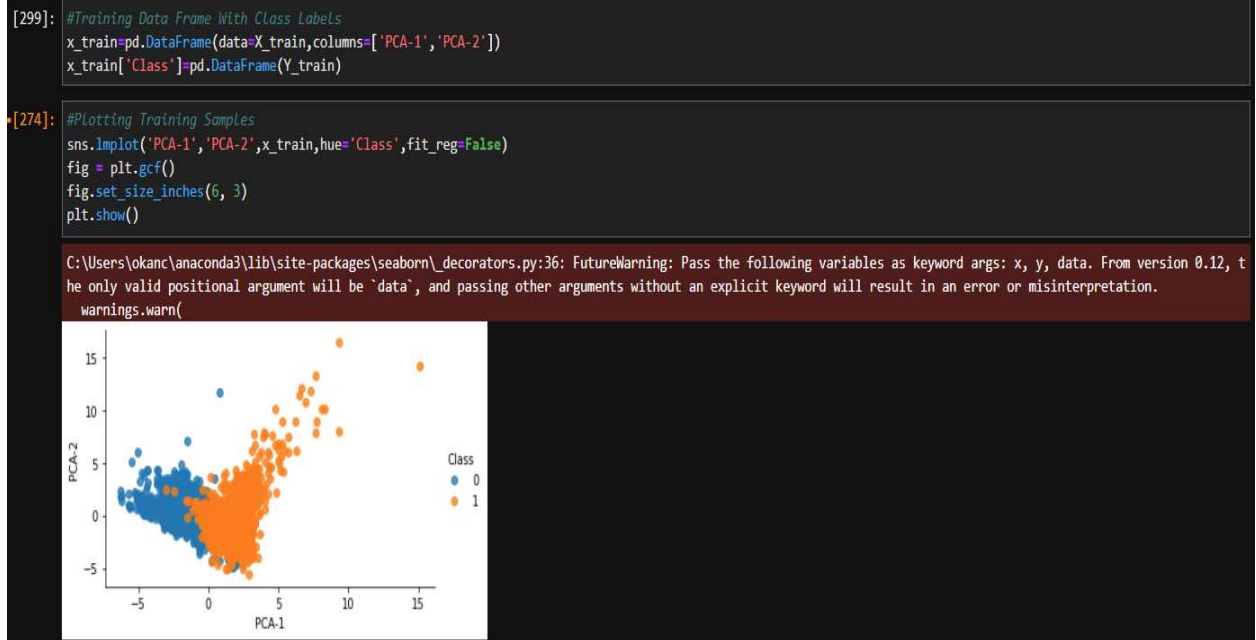 [299]: #Training Data Frame With Class Labels
x_train=pd.DataFrame(data=X_train,columns=['PCA-1','PCA-2'])
x_train['Class']=pd.DataFrame(Y_train)
[274]: #Plotting Training Samples
sns.lmplot('PCA-1','PCA-2',x_train,hue='Class',fit_reg=False)
fig = plt.gcf()
fig.set_size_inches(6, 3)
plt.show()
C:\Users\okanc\anaconda3\lib\site-packages\seaborn\_decorators.py:36: FutureWarning: Pass the following variables as keyword args: x, y, data. From version 0.12, t
he only valid positional argument will be `data`, and passing other arguments without an explicit keyword will result in an error or misinterpretation.
warnings.warn(
15
10
5
0
−5
PCA-2
−5 0 5 10 15
PCA-1
Class
0
1